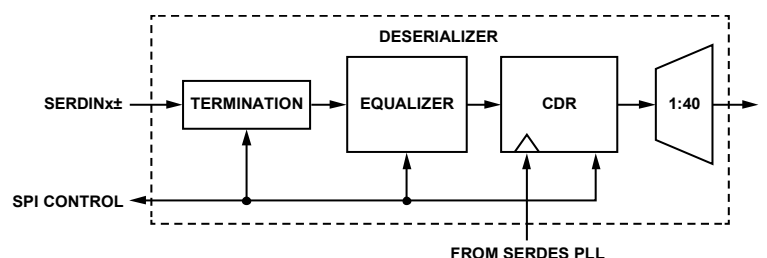 DESERIALIZER
SERDINx±
TERMINATION
EQUALIZER
CDR
1:40
SPI CONTROL
FROM SERDES PLL